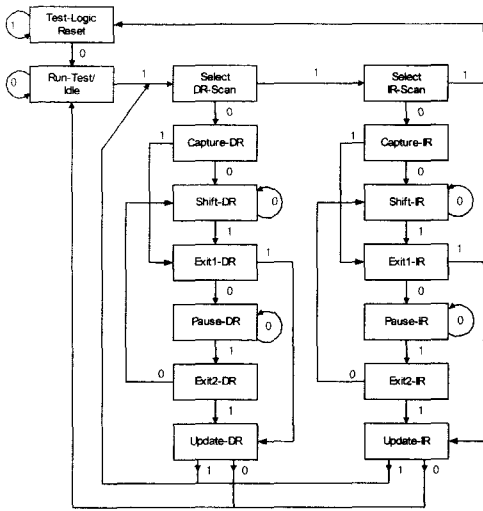 1
Test-Logic
Reset
0
0
Run-Test/
Idle
1
Select
DR-Scan
1
Select
IR-Scan
1
0
0
1
Capture-DR
1
Capture-IR
0
0
Shift-DR
0
Shift-IR
0
1
1
Exit1-DR
1
Exit1-IR
1
0
0
Pause-DR
0
Pause-IR
0
1
1
0
Exit2-DR
0
Exit2-IR
1
1
Update-DR
Update-IR
1
0
1
0